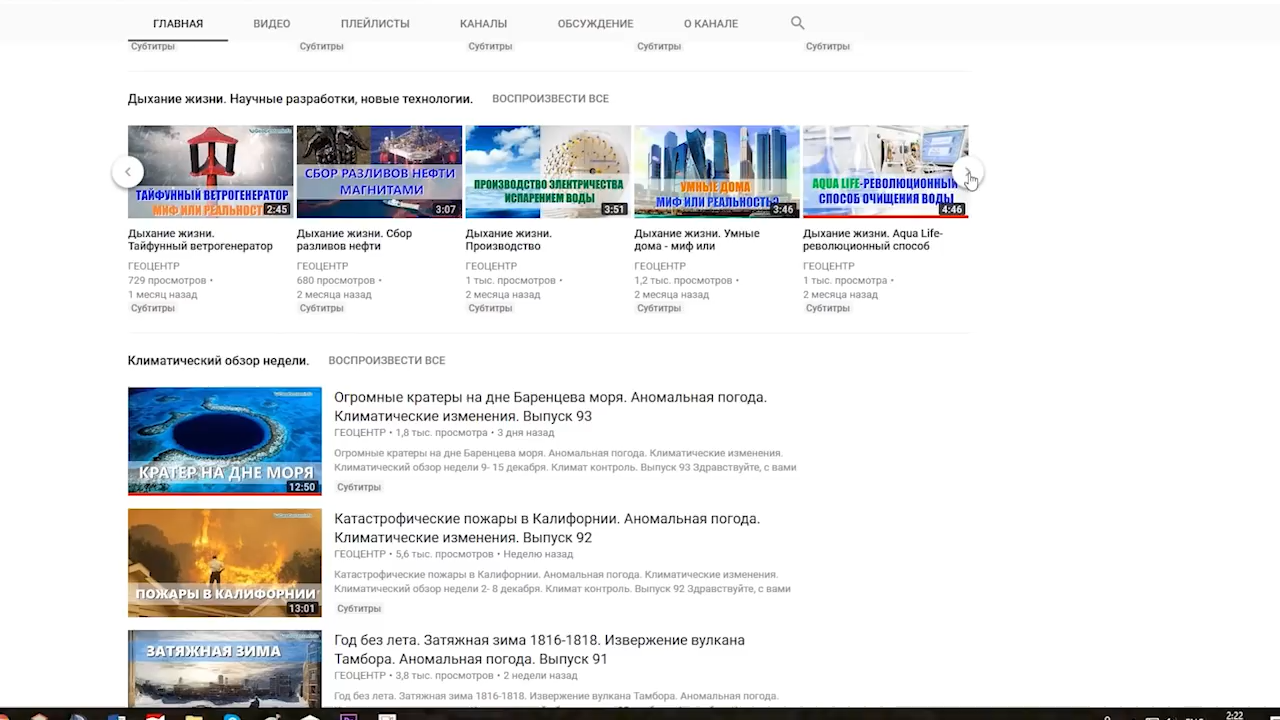 ГЛАВНАЯ ВИДЕО ПЛЕЙЛИСТЫ КАНАЛЫ ОБСУЖДЕНИЕ О КАНАЛЕ
Субтитры Субтитры Субтитры Субтитры Субтитры
Дыхание жизни. Научные разработки, новые технологии. ВОСПРОИЗВЕСТИ ВСЕ
ТАЙФУННЫЙ ВЕТРОГЕНЕРАТОР
МИФ ИЛИ
2:45
Дыхание жизни.
Тайфунный ветрогенератор
ГЕОЦЕНТР
729 просмотров •
1 месяц назад
Субтитры
СБОР РАЗЛИВОВ НЕФТИ
МАГНИТАМИ
3:07
Дыхание жизни. Сбор
разливов нефти
ГЕОЦЕНТР
680 просмотров •
2 месяца назад
Субтитры
ПРОИЗВОДСТВО ЭЛЕКТРИЧЕСТВА
ИСПАРЕНИЕМ ВОДЫ
3:51
Дыхание жизни.
Производство
ГЕОЦЕНТР
1 тыс. просмотров •
2 месяца назад
Субтитры
УМНЫЕ ДОМА
МИФ ИЛИ РЕАЛЬНОСТЬ?
3:46
Дыхание жизни. Умные
дома - миф или
ГЕОЦЕНТР
1,2 тыс. просмотров •
2 месяца назад
Субтитры
AQUA LIFE-РЕВОЛЮЦИОННЫЙ
СПОСОБ ОЧИЩЕНИЯ ВОДЫ
4:46
Дыхание жизни. Aqua Life-
революционный способ
ГЕОЦЕНТР
1 тыс. просмотра •
2 месяца назад
Субтитры
Климатический обзор недели. ВОСПРОИЗВЕСТИ ВСЕ
КРАТЕР НА ДНЕ МОРЯ
12:50
Огромные кратеры на дне Баренцева моря. Аномальная погода.
Климатические изменения. Выпуск 93
ГЕОЦЕНТР • 1,8 тыс. просмотра • 3 дня назад
Огромные кратеры на дне Баренцева моря. Аномальная погода. Климатические изменения.
Климатический обзор недели 9- 15 декабря. Климат контроль. Выпуск 93 Здравствуйте, с вами
Субтитры
ПОЖАРЫ В КАЛИФОРНИИ
13:01
Катастрофические пожары в Калифорнии. Аномальная погода.
Климатические изменения. Выпуск 92
ГЕОЦЕНТР • 5,6 тыс. просмотров • Неделю назад
Катастрофические пожары в Калифорнии. Аномальная погода. Климатические изменения.
Климатический обзор недели 2- 8 декабря. Климат контроль. Выпуск 92 Здравствуйте, с вами
Субтитры
ЗАТЯЖНАЯ ЗИМА
Год без лета. Затяжная зима 1816-1818. Извержение вулкана
Тамбора. Аномальная погода. Выпуск 91
ГЕОЦЕНТР • 3,8 тыс. просмотров • 2 недели назад
Год без лета. Затяжная зима 1816-1818. Извержение вулкана Тамбора. Аномальная погода.
2:22